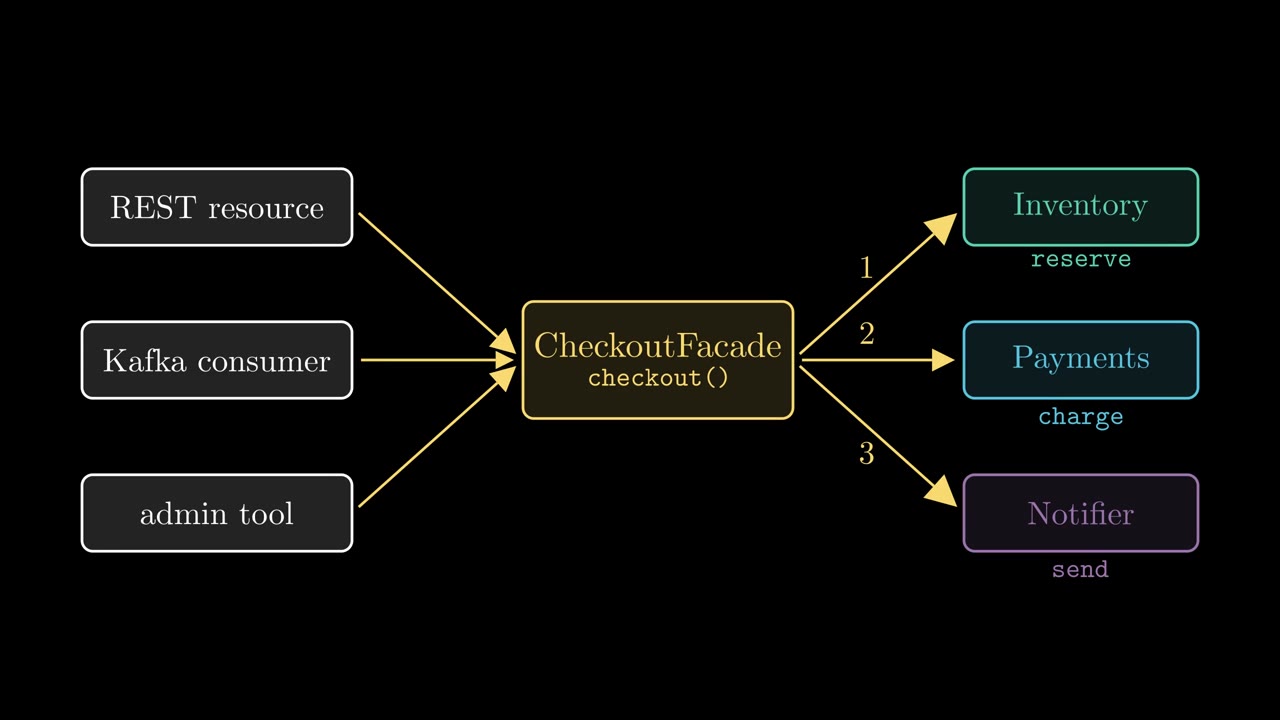 REST resource
Kafka consumer
admin tool
CheckoutFacade
checkout()
1
2
3
Inventory
reserve
Payments
charge
Notifier
send